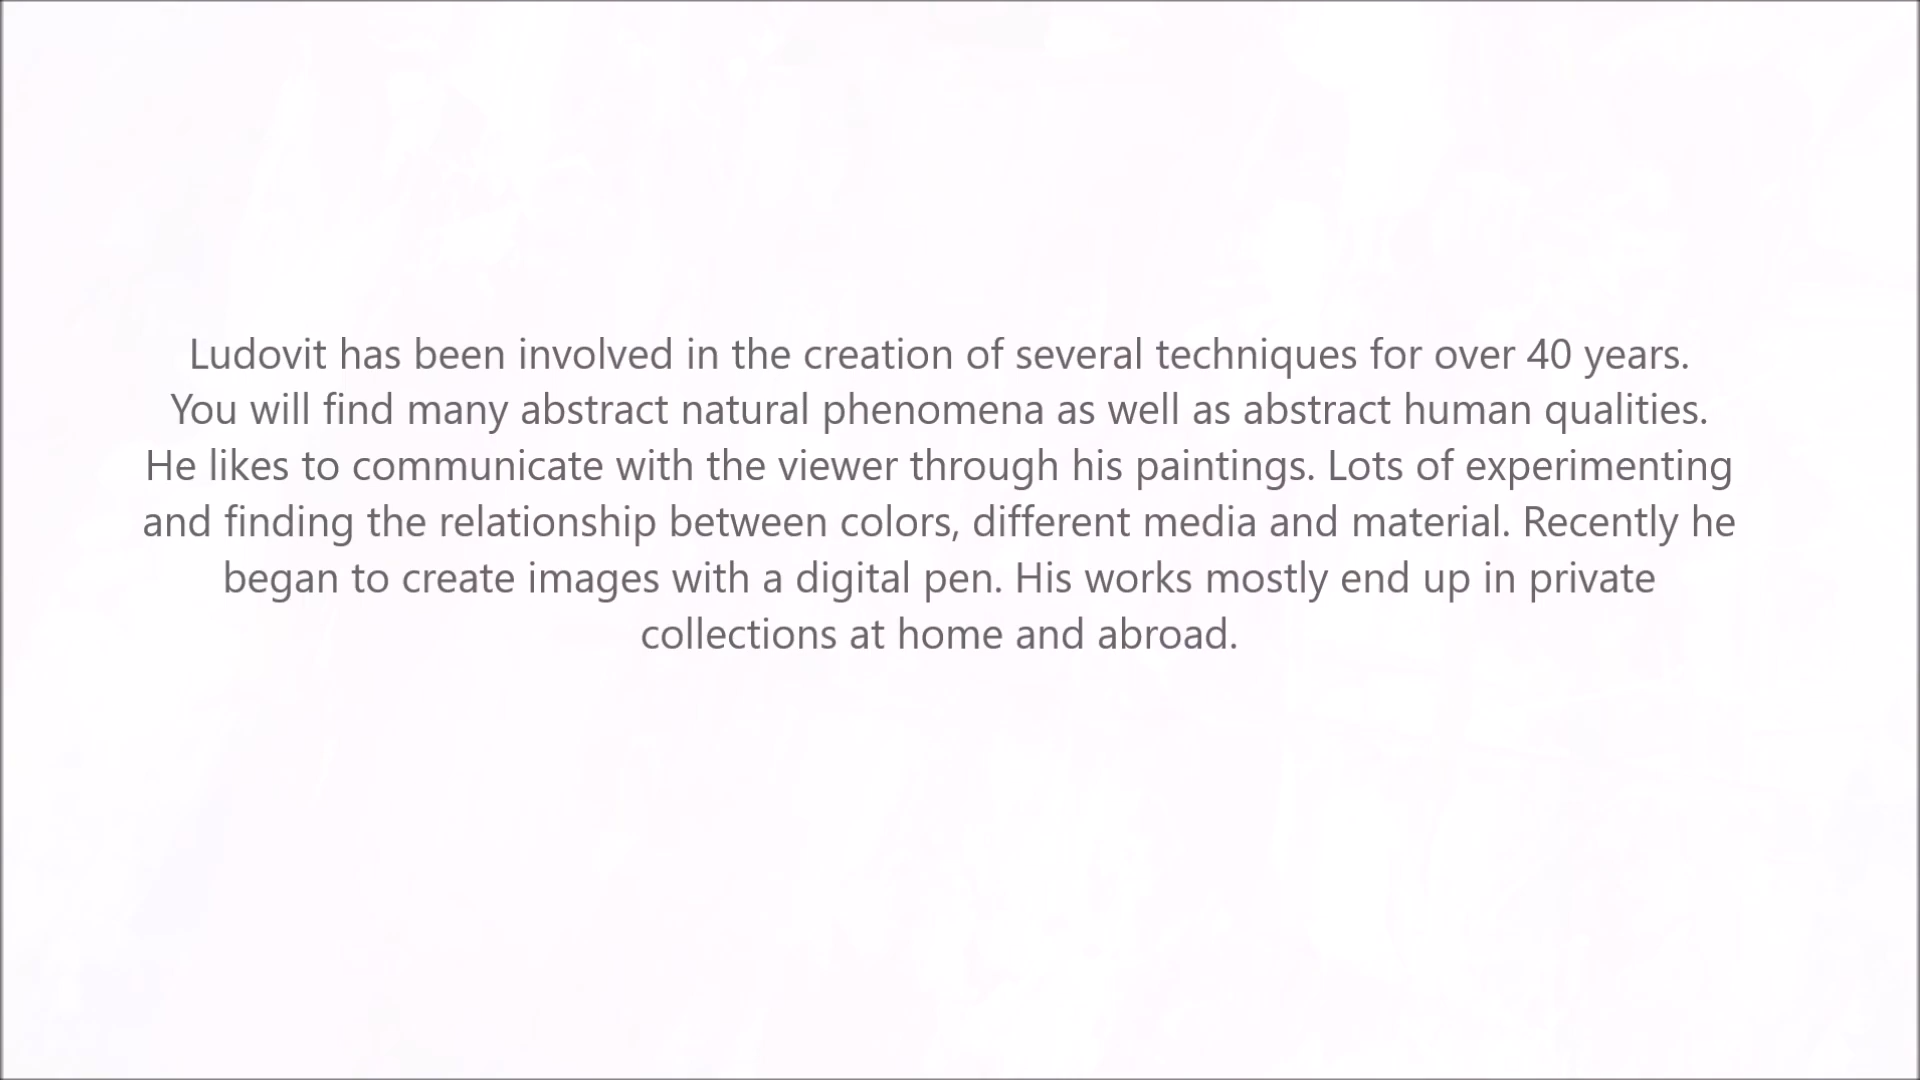 Ludovit has been involved in the creation of several techniques for over 40 years.
You will find many abstract natural phenomena as well as abstract human qualities.
He likes to communicate with the viewer through his paintings. Lots of experimenting
and finding the relationship between colors, different media and material. Recently he
began to create images with a digital pen. His works mostly end up in private
collections at home and abroad.